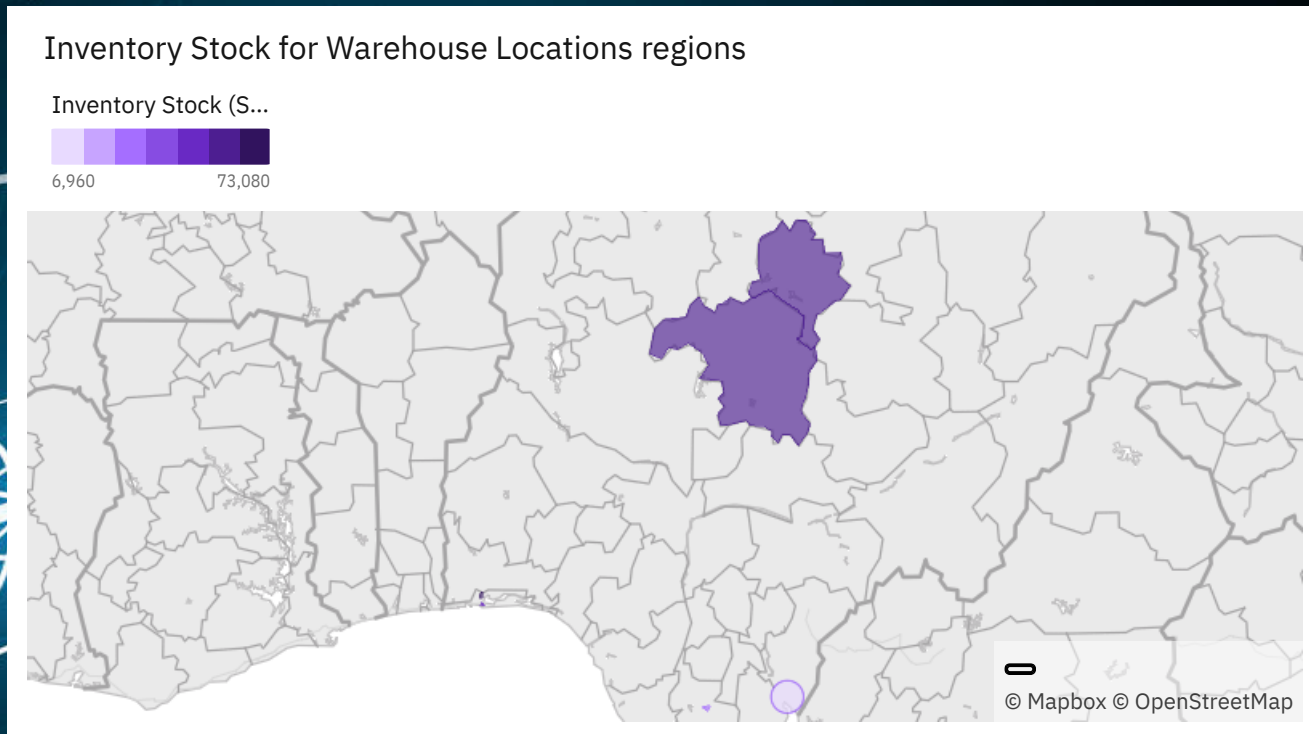 Inventory Stock for Warehouse Locations regions
Inventory Stock (S...
6,960 73,080
© Mapbox © OpenStreetMap